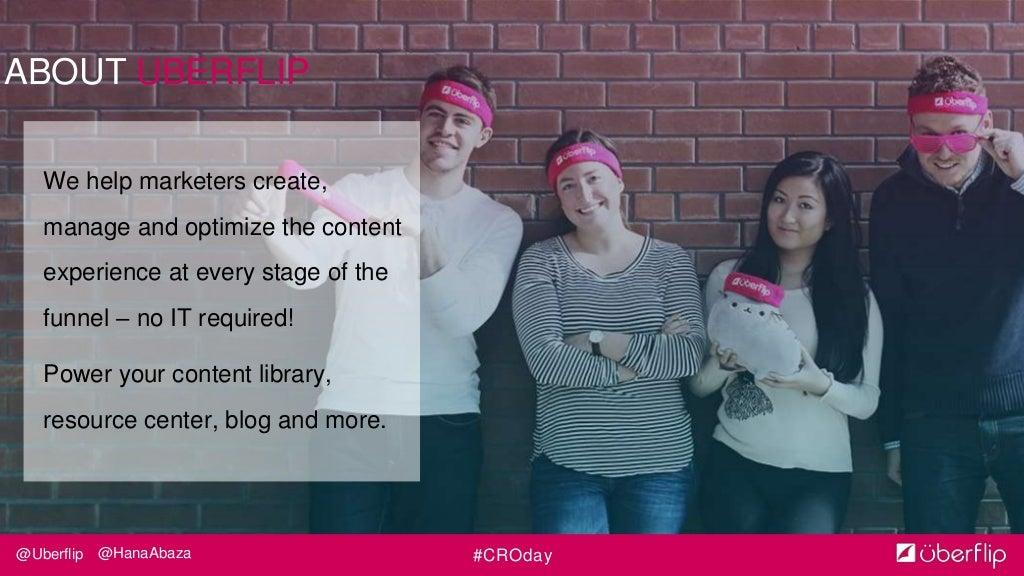 ABOUT UBERFLIP
We help marketers create,
manage and optimize the content
experience at every stage of the
funnel – no IT required!
Power your content library,
resource center, blog and more.
überflip
überflip
überflip
überflip
@Uberflip @HanaAbaza
#CROday
überflip